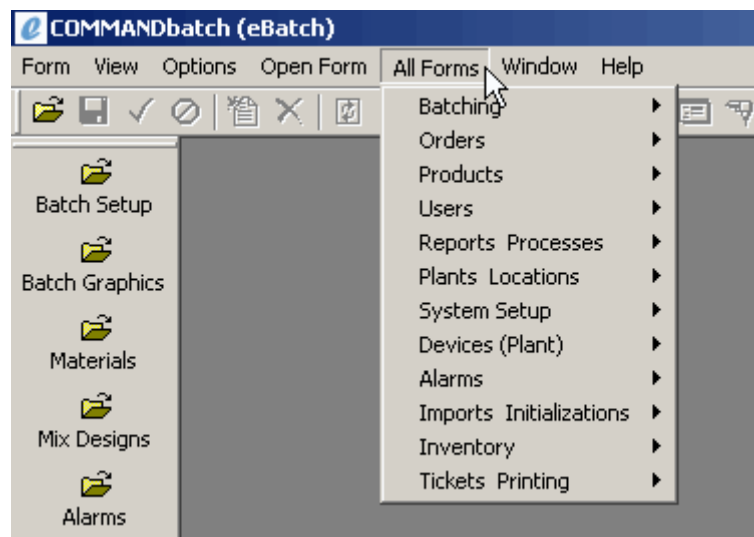 COMMANDbatch (eBatch)
Form View Options Open Form All Forms Window Help
Batching
Orders
Products
Users
Reports Processes
Plants Locations
System Setup
Devices (Plant)
Alarms
Imports Initializations
Inventory
Tickets Printing
Batch Setup
Batch Graphics
Materials
Mix Designs
Alarms